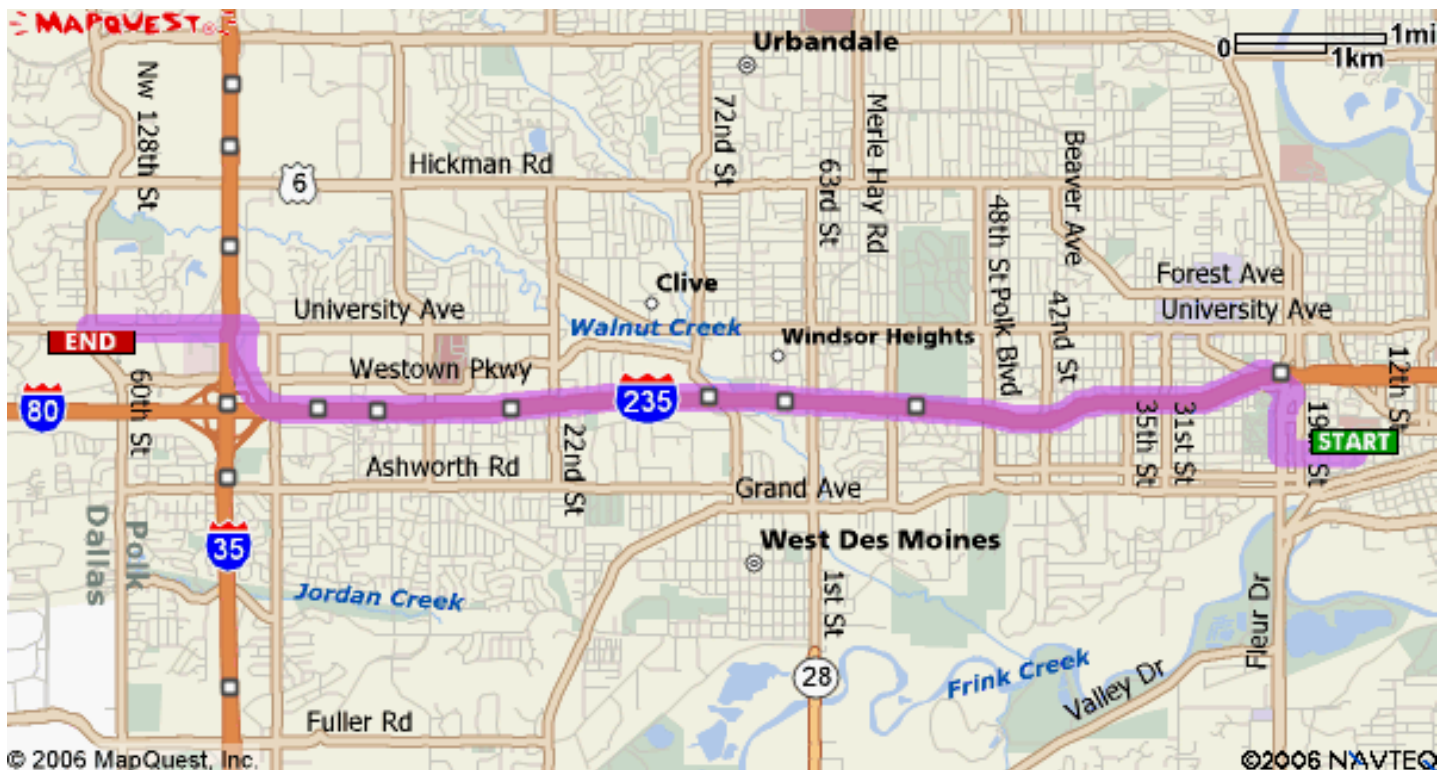 MAPQUEST
Urbandale
0
1mi
1km
Nw 128th St
72nd St
Merle Hay Rd
Beaver Ave
Hickman Rd
6
63rd St
48th St
Polk Blvd
42nd St
Clive
Forest Ave
University Ave
University Ave
Walnut Creek
Windsor Heights
END
Westown Pkwy
12th St
80
235
60th St
22nd St
35th St
31st St
19th St
START
Ashworth Rd
Grand Ave
Polk
Dallas
35
West Des Moines
Jordan Creek
1st St
Fleur Dr
28
Frink Creek
Valley Dr
Fuller Rd
© 2006 MapQuest, Inc.
©2006 NAVTEQ